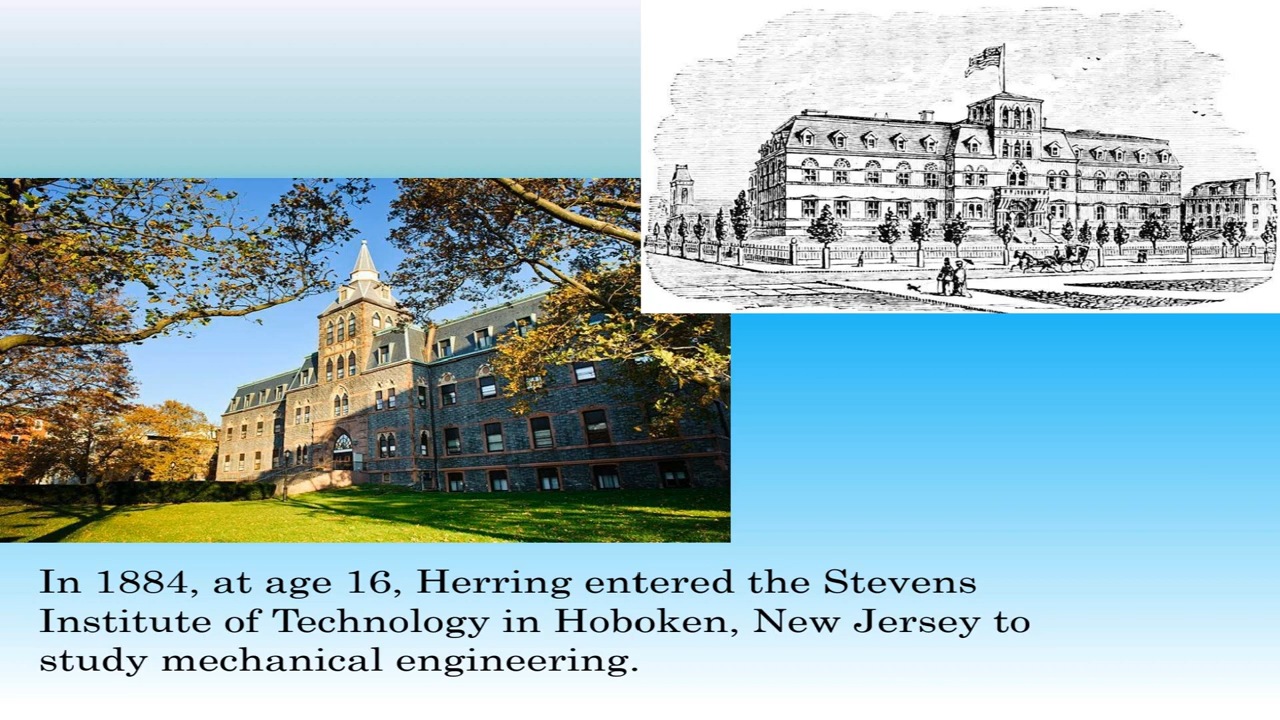 In 1884, at age 16, Herring entered the Stevens
Institute of Technology in Hoboken, New Jersey to
study mechanical engineering.